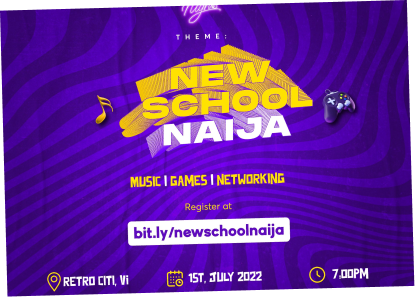 Night
THEME:
NEW
SCHOOL
NAIJA
MUSIC | GAMES | NETWORKING
Register at
bit.ly/newschoolnaija
RETRO CITI, Vi
1ST, JULY 2022
7.00PM